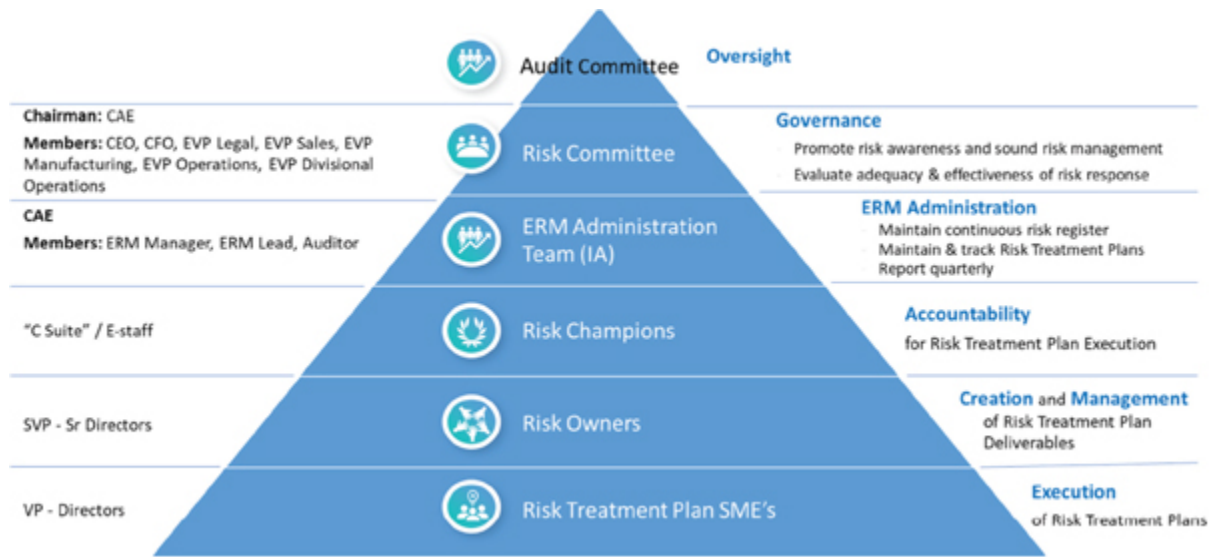 Audit Committee
Oversight
Chairman: CAE
Members: CEO, CFO, EVP Legal, EVP Sales, EVP
Manufacturing, EVP Operations, EVP Divisional
Operations
Risk Committee
Governance
Promote risk awareness and sound risk management
Evaluate adequacy & effectiveness of risk response
CAE
Members: ERM Manager, ERM Lead, Auditor
ERM Administration
Team (IA)
ERM Administration
Maintain continuous risk register
Maintain & track Risk Treatment Plans
Report quarterly
"C Suite" / E-staff
Risk Champions
Accountability
for Risk Treatment Plan Execution
SVP - Sr Directors
Risk Owners
Creation and Management
of Risk Treatment Plan
Deliverables
VP - Directors
Risk Treatment Plan SME's
Execution
of Risk Treatment Plans